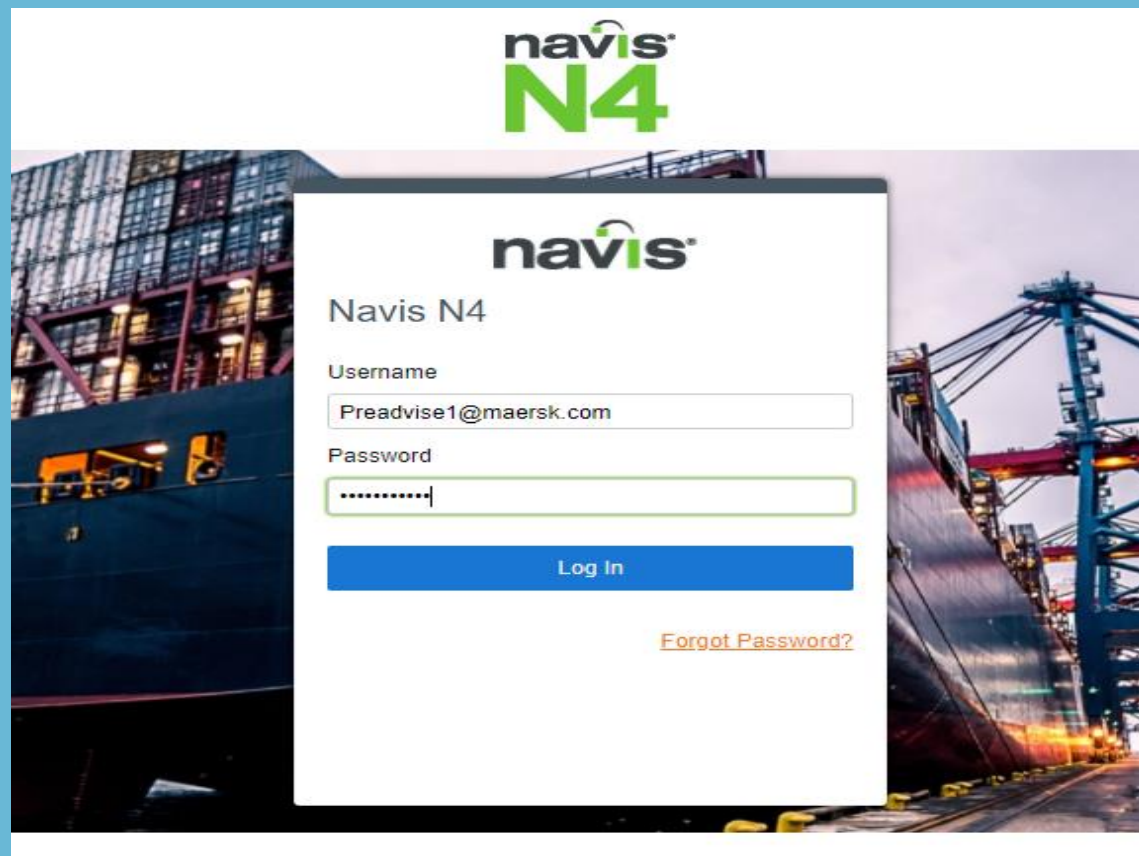 navis
N4
navis
Navis N4
Username
Preadvise1@maersk.com
Password
•••••••••••
Log In
Forgot Password?